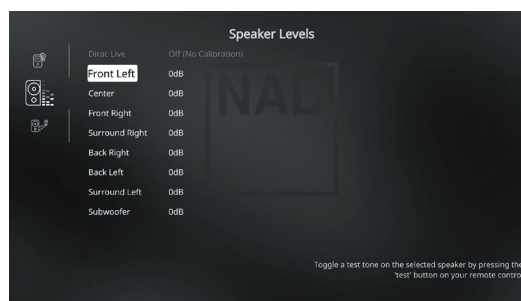 Speaker Levels
Dirac Live Off (No Calibration)
Front Left 0dB
Center 0dB
Front Right 0dB
Surround Right 0dB
Back Right 0dB
Back Left 0dB
Surround Left 0dB
Subwoofer 0dB
NAD
Toggle a test tone on the selected speaker by pressing the
'test' button on your remote contro